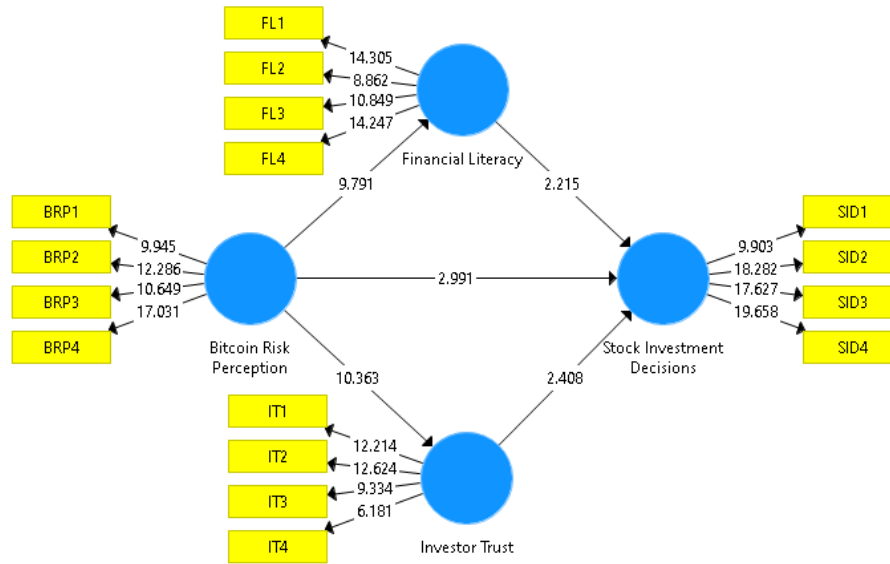 FL1
FL2
FL3
FL4
14.305
8.862
10.849
14.247
Financial Literacy
9.791
2.215
BRP1
BRP2
BRP3
BRP4
9.945
12.286
10.649
17.031
Bitcoin Risk
Perception
2.991
SID1
SID2
SID3
SID4
9.903
18.282
17.627
19.658
Stock Investment
Decisions
10.363
2.408
IT1
IT2
IT3
IT4
12.214
12.624
9.334
6.181
Investor Trust